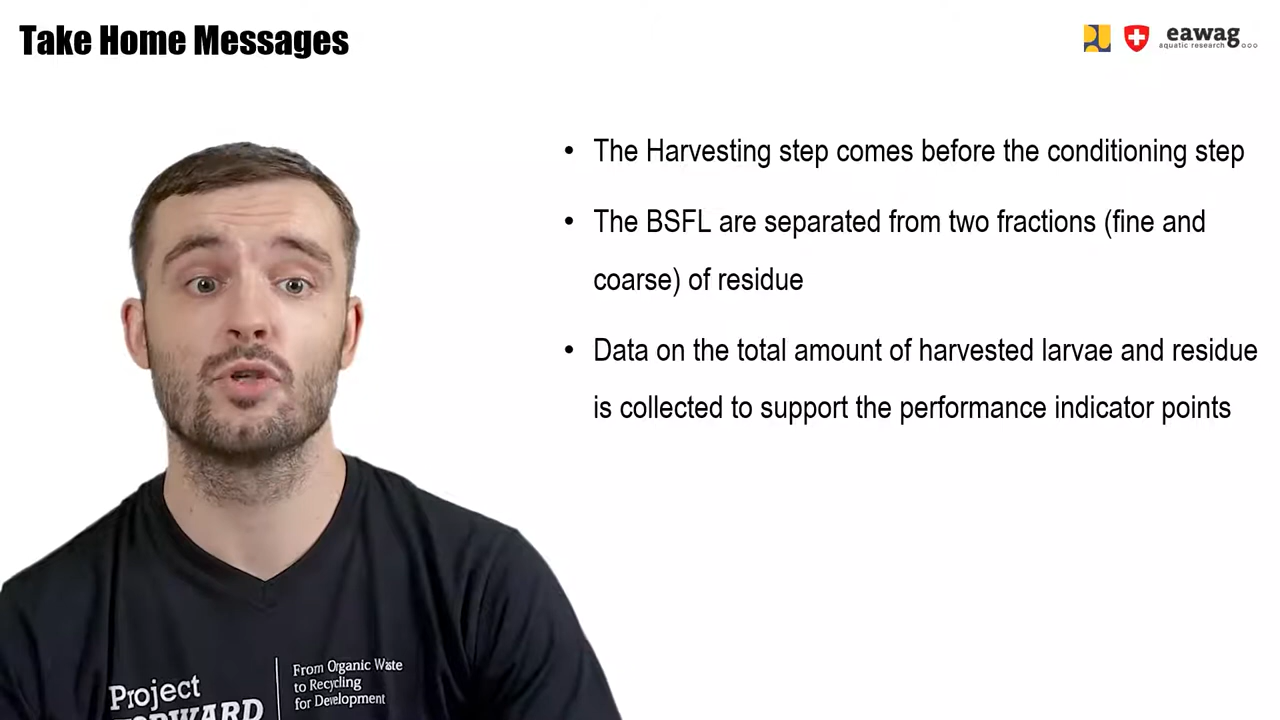 Take Home Messages
eawag
aquatic research
• The Harvesting step comes before the conditioning step
• The BSFL are separated from two fractions (fine and
coarse) of residue
• Data on the total amount of harvested larvae and residue
is collected to support the performance indicator points
Project
FORWARD
From Organic Waste
to Recycling
for Development